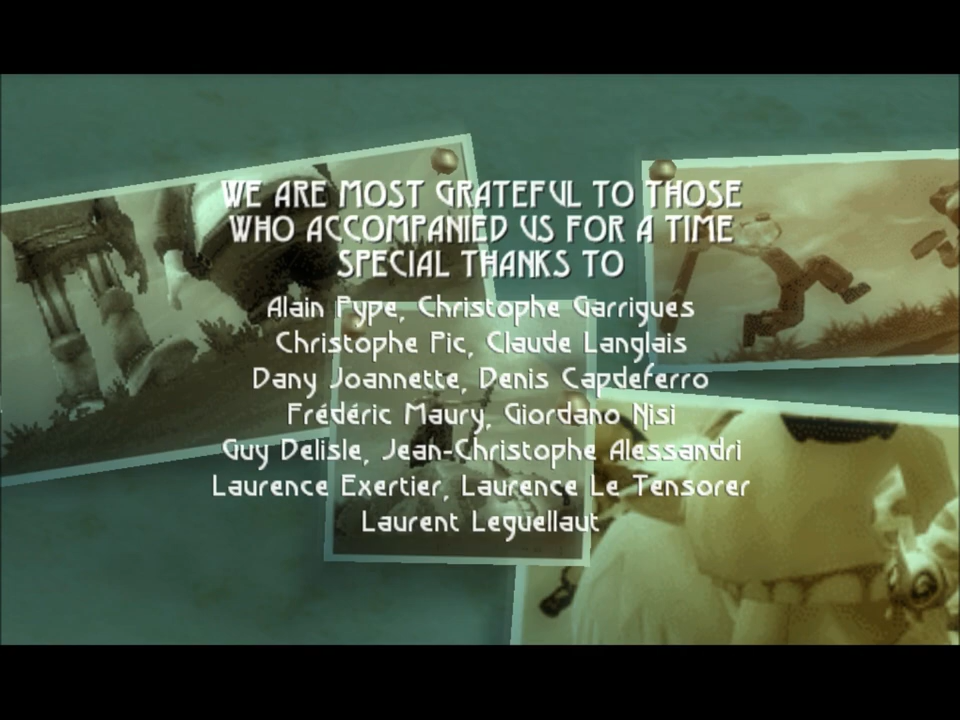 WE ARE MOST GRATEFUL TO THOSE
WHO ACCOMPANIED US FOR A TIME
SPECIAL THANKS TO
Alain Pype, Christophe Garrigues
Christophe Pic, Claude Langlais
Dany Joannette, Denis Capdeferro
Frédéric Maury, Giordano Nisi
Guy Delisle, Jean-Christophe Alessandri
Laurence Exertier, Laurence Le Tensorer
Laurent Leguellaut